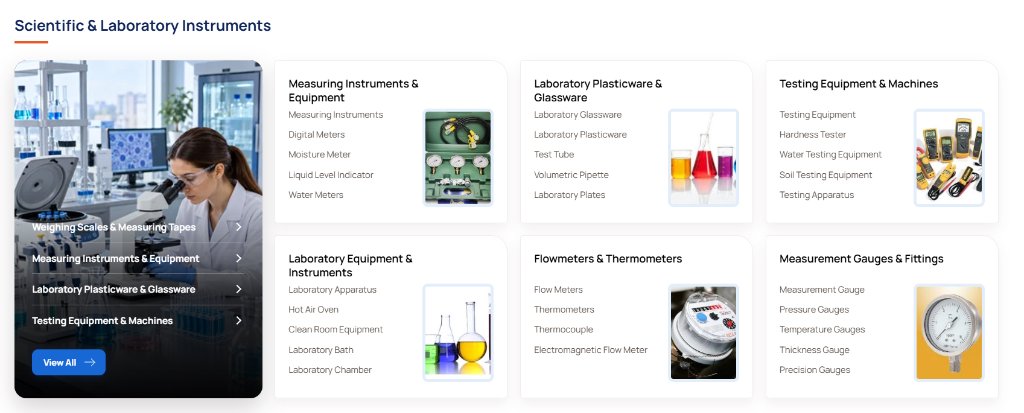 Scientific & Laboratory Instruments
Weighing Scales & Measuring Tapes
Measuring Instruments & Equipment
Laboratory Plasticware & Glassware
Testing Equipment & Machines
View All
Measuring Instruments &
Equipment
Measuring Instruments
Digital Meters
Moisture Meter
Liquid Level Indicator
Water Meters
Laboratory Plasticware &
Glassware
Laboratory Glassware
Laboratory Plasticware
Test Tube
Volumetric Pipette
Laboratory Plates
Testing Equipment & Machines
Testing Equipment
Hardness Tester
Water Testing Equipment
Soil Testing Equipment
Testing Apparatus
Laboratory Equipment &
Instruments
Laboratory Apparatus
Hot Air Oven
Clean Room Equipment
Laboratory Bath
Laboratory Chamber
Flowmeters & Thermometers
Flow Meters
Thermometers
Thermocouple
Electromagnetic Flow Meter
Measurement Gauges & Fittings
Measurement Gauge
Pressure Gauges
Temperature Gauges
Thickness Gauge
Precision Gauges